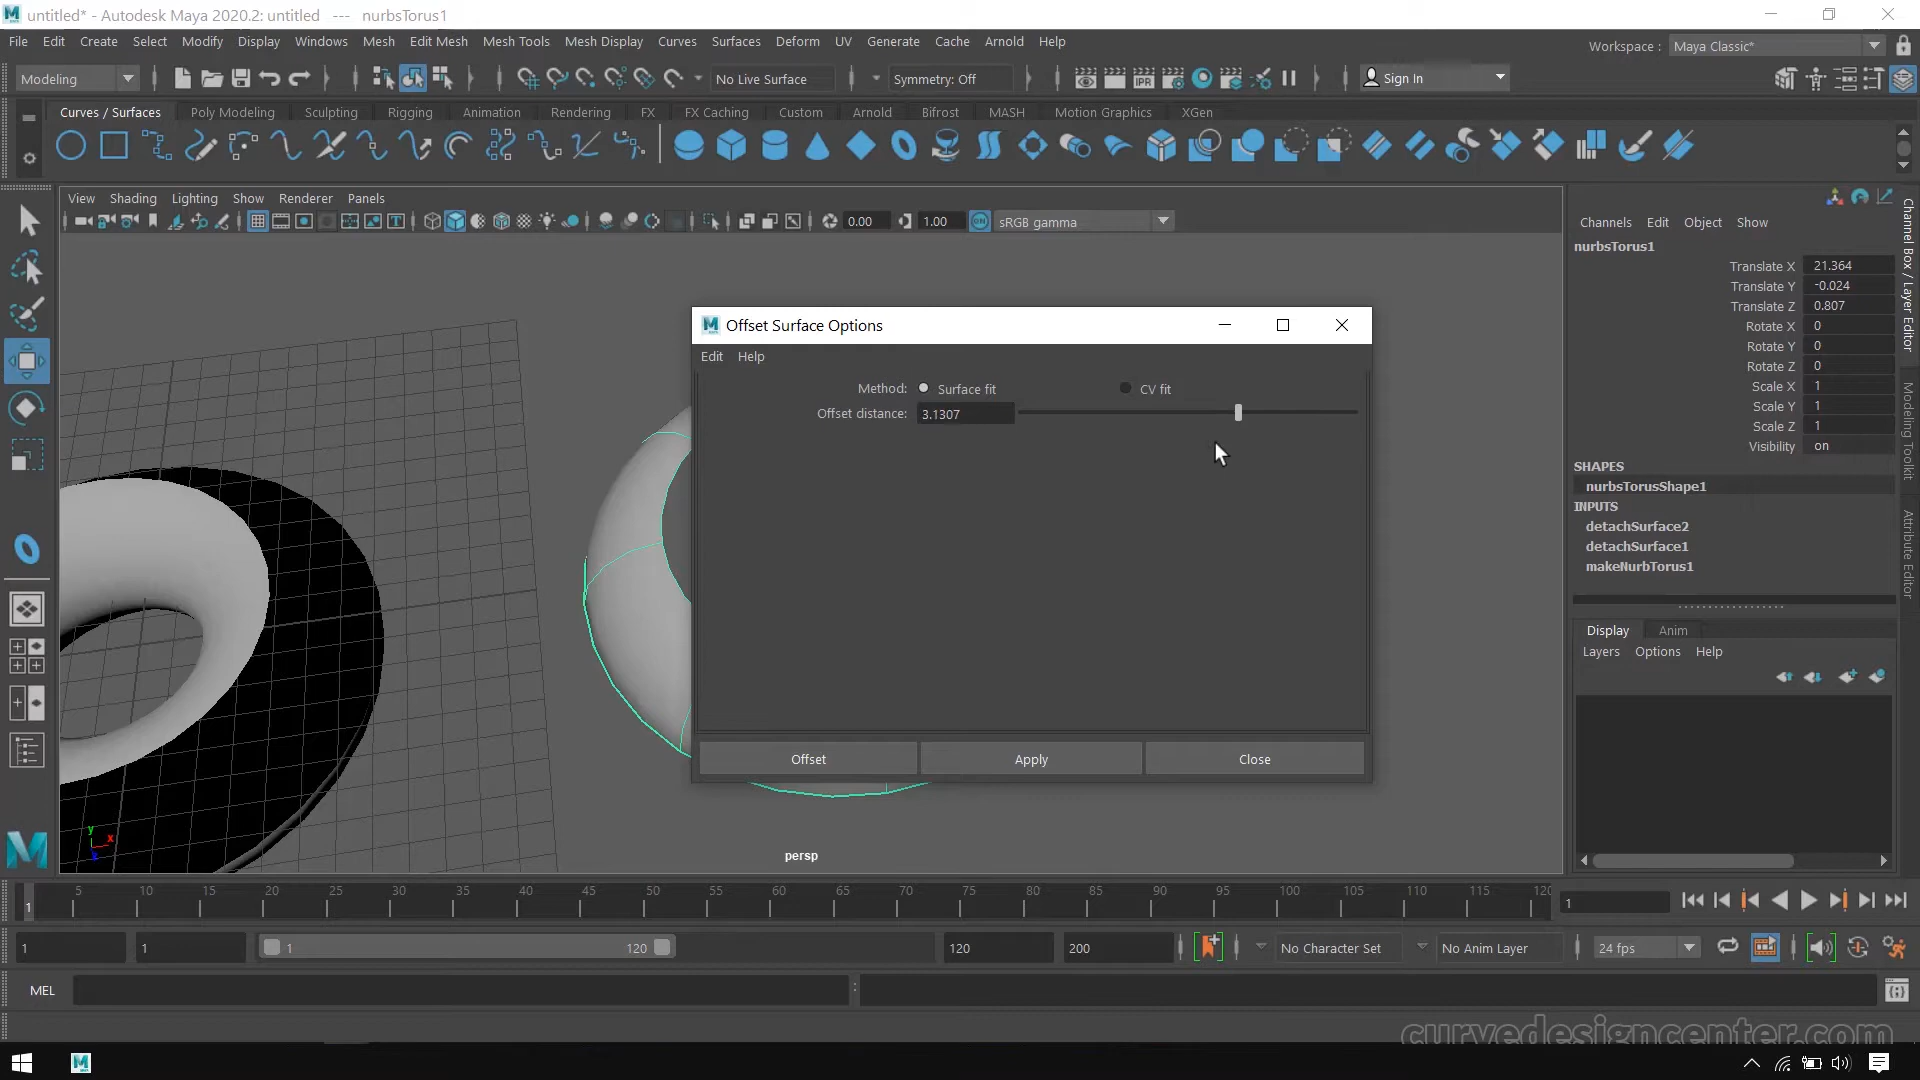 untitled* - Autodesk Maya 2020.2: untitled --- nurbsTorus1
File Edit Create Select Modify Display Windows Mesh Edit Mesh Mesh Tools Mesh Display Curves Surfaces Deform UV Generate Cache Arnold Help
Workspace : Maya Classic*
Modeling No Live Surface Symmetry: Off IPR Sign In
Curves / Surfaces Poly Modeling Sculpting Rigging Animation Rendering FX FX Caching Custom Arnold Bifrost MASH Motion Graphics XGen
View Shading Lighting Show Renderer Panels
0.00 1.00 ON sRGB gamma
Channels Edit Object Show
nurbsTorus1
Translate X 21.364
Translate Y -0.024
Translate Z 0.807
Rotate X 0
Rotate Y 0
Rotate Z 0
Scale X 1
Scale Y 1
Scale Z 1
Visibility on
SHAPES
nurbsTorusShape1
INPUTS
detachSurface2
detachSurface1
makeNurbTorus1
Channel Box / Layer Editor
Modeling Toolkit
Attribute Editor
Offset Surface Options
Edit Help
Method: Surface fit CV fit
Offset distance: 3.1307
Offset Apply Close
Display Anim
Layers Options Help
y x
persp
1 5 10 15 20 25 30 35 40 45 50 55 60 65 70 75 80 85 90 95 100 105 110 115 120
1
1 1 1 120 120 200 No Character Set No Anim Layer 24 fps
MEL :
curvedesigncenter.com